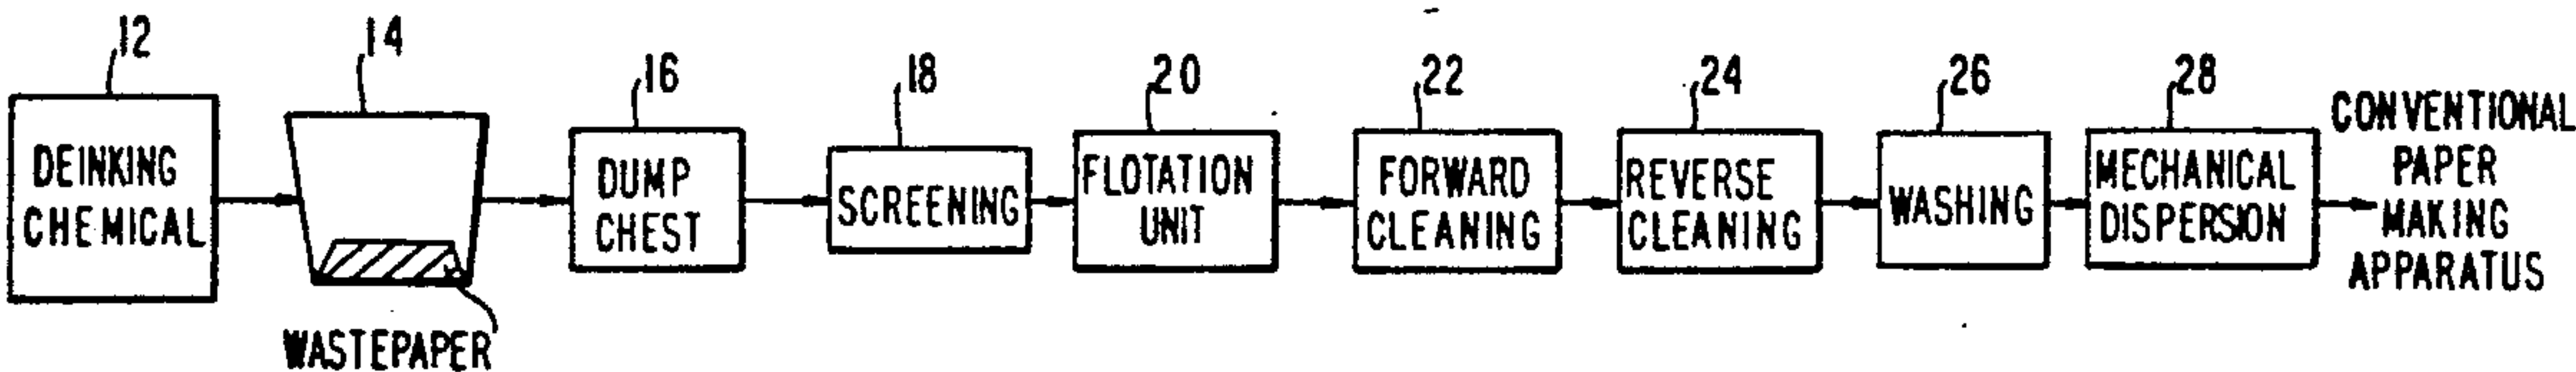 12
14
16
18
20
22
24
26
28
DEINKING
CHEMICAL
WASTEPAPER
DUMP
CHEST
SCREENING
FLOTATION
UNIT
FORWARD
CLEANING
REVERSE
CLEANING
WASHING
MECHANICAL
DISPERSION
CONVENTIONAL
PAPER
MAKING
APPARATUS